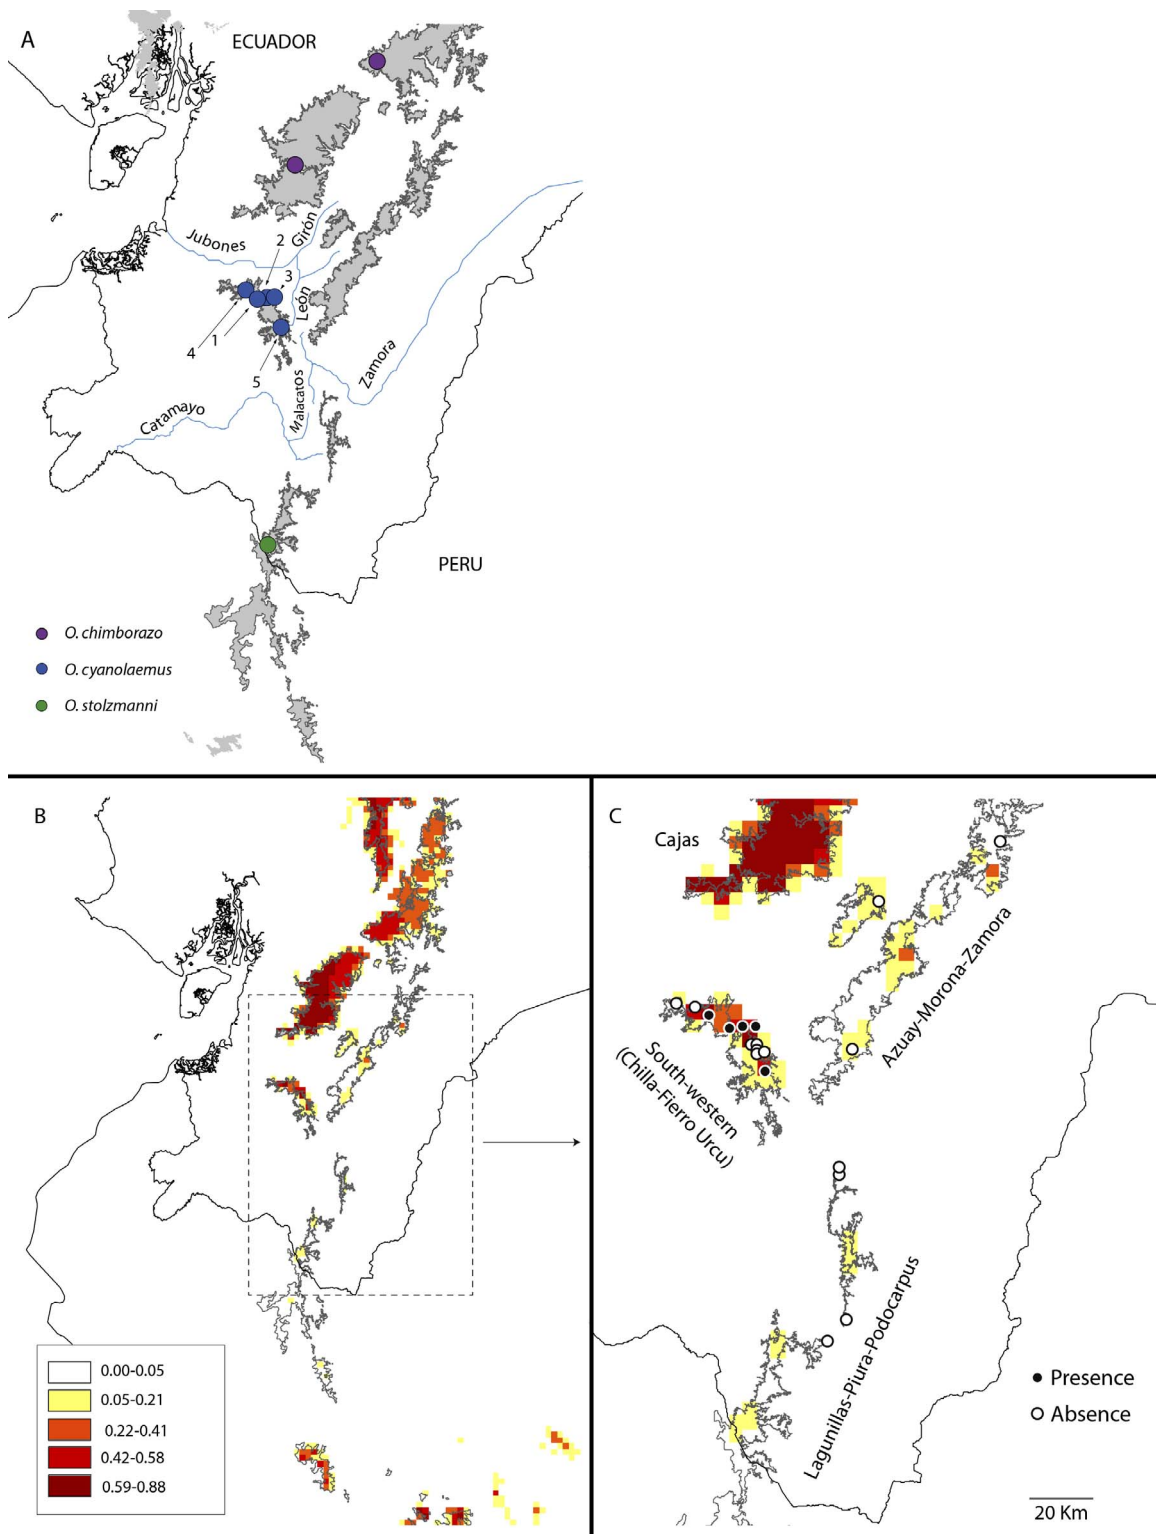 A
ECUADOR
Jubones
Girón
2
3
León
4
1
5
Malacatos
Zamora
Catamayo
PERU
O. chimborazo
O. cyanolaemus
O. stolzmanni
B
0.00-0.05
0.05-0.21
0.22-0.41
0.42-0.58
0.59-0.88
C
Cajas
Azuay-Morona-Zamora
South-western
(Chilla-Fierro Urcu)
Lagunillas-Piura-Podocarpus
Presence
Absence
20 Km